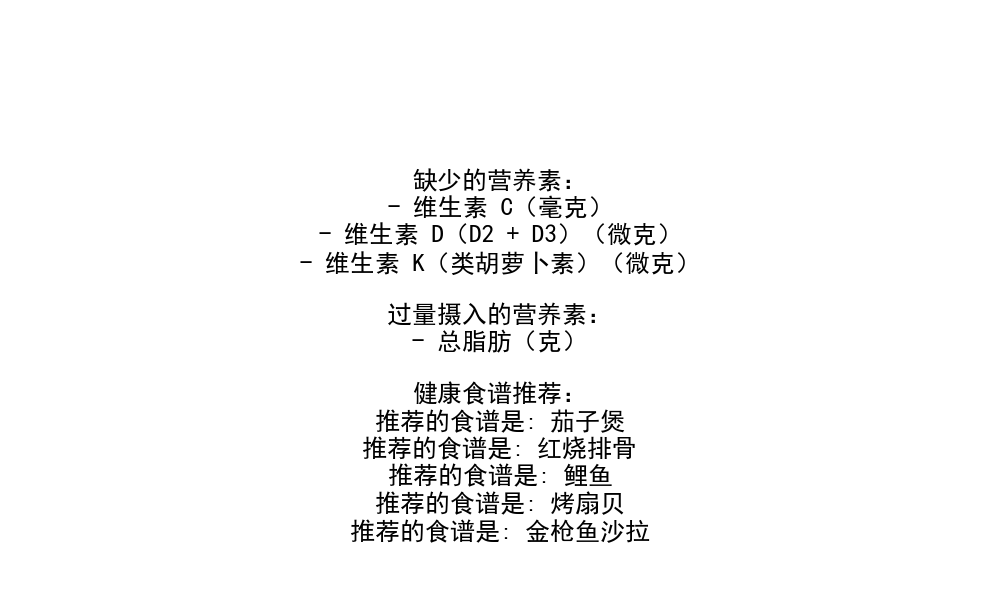 缺少的营养素：
- 维生素 C（毫克）
- 维生素 D（D2 + D3）（微克）
- 维生素 K（类胡萝卜素）（微克）
过量摄入的营养素：
- 总脂肪（克）
健康食谱推荐：
推荐的食谱是: 茄子煲
推荐的食谱是: 红烧排骨
推荐的食谱是: 鲤鱼
推荐的食谱是: 烤扇贝
推荐的食谱是: 金枪鱼沙拉